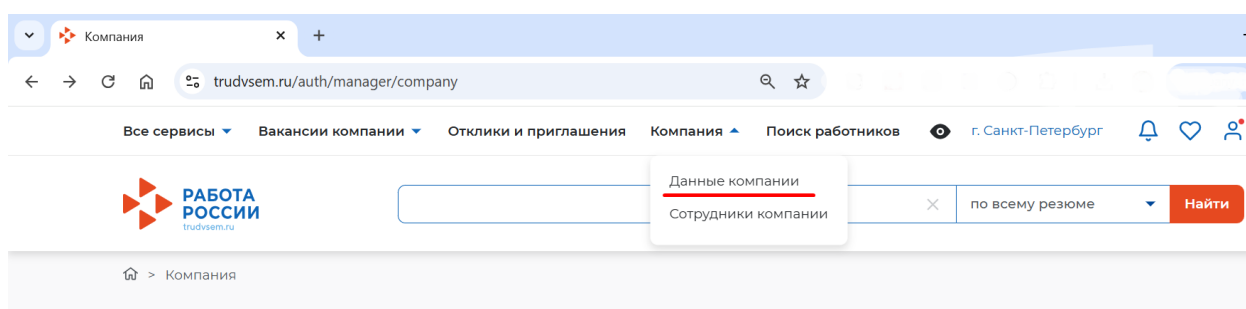 Компания
trudvsem.ru/auth/manager/company
Все сервисы Вакансии компании Отклики и приглашения Компания Поиск работников г. Санкт-Петербург
Данные компании
Сотрудники компании
РАБОТА
РОССИИ
trudvsem.ru
по всему резюме Найти
> Компания